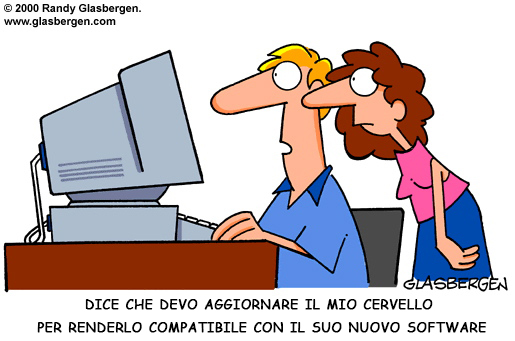 © 2000 Randy Glasbergen.
www.glasbergen.com
GLASBERGEN
DICE CHE DEVO AGGIORNARE IL MIO CERVELLO
PER RENDERLO COMPATIBILE CON IL SUO NUOVO SOFTWARE